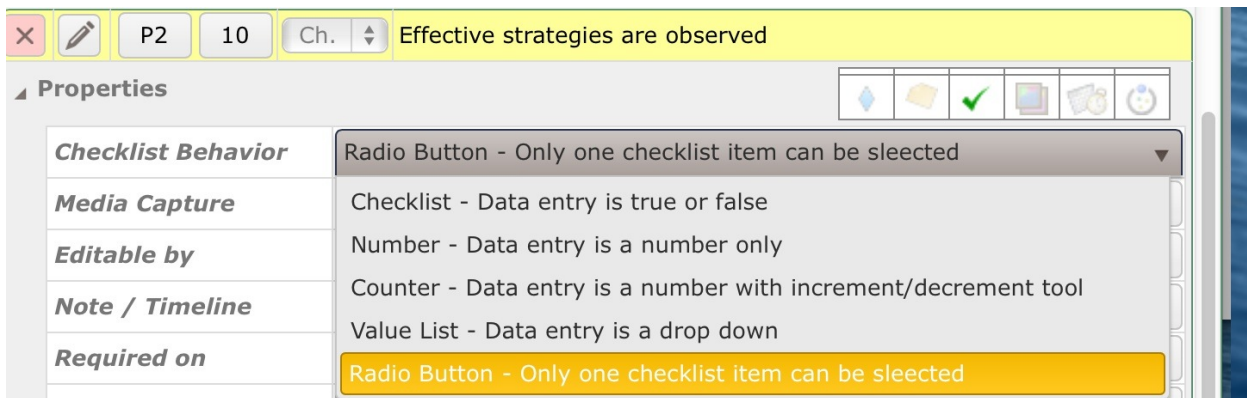 P2 10 Ch. Effective strategies are observed
Properties
Checklist Behavior Radio Button - Only one checklist item can be sleected
Media Capture Checklist - Data entry is true or false
Editable by Number - Data entry is a number only
Note / Timeline Counter - Data entry is a number with increment/decrement tool
Value List - Data entry is a drop down
Required on Radio Button - Only one checklist item can be sleected